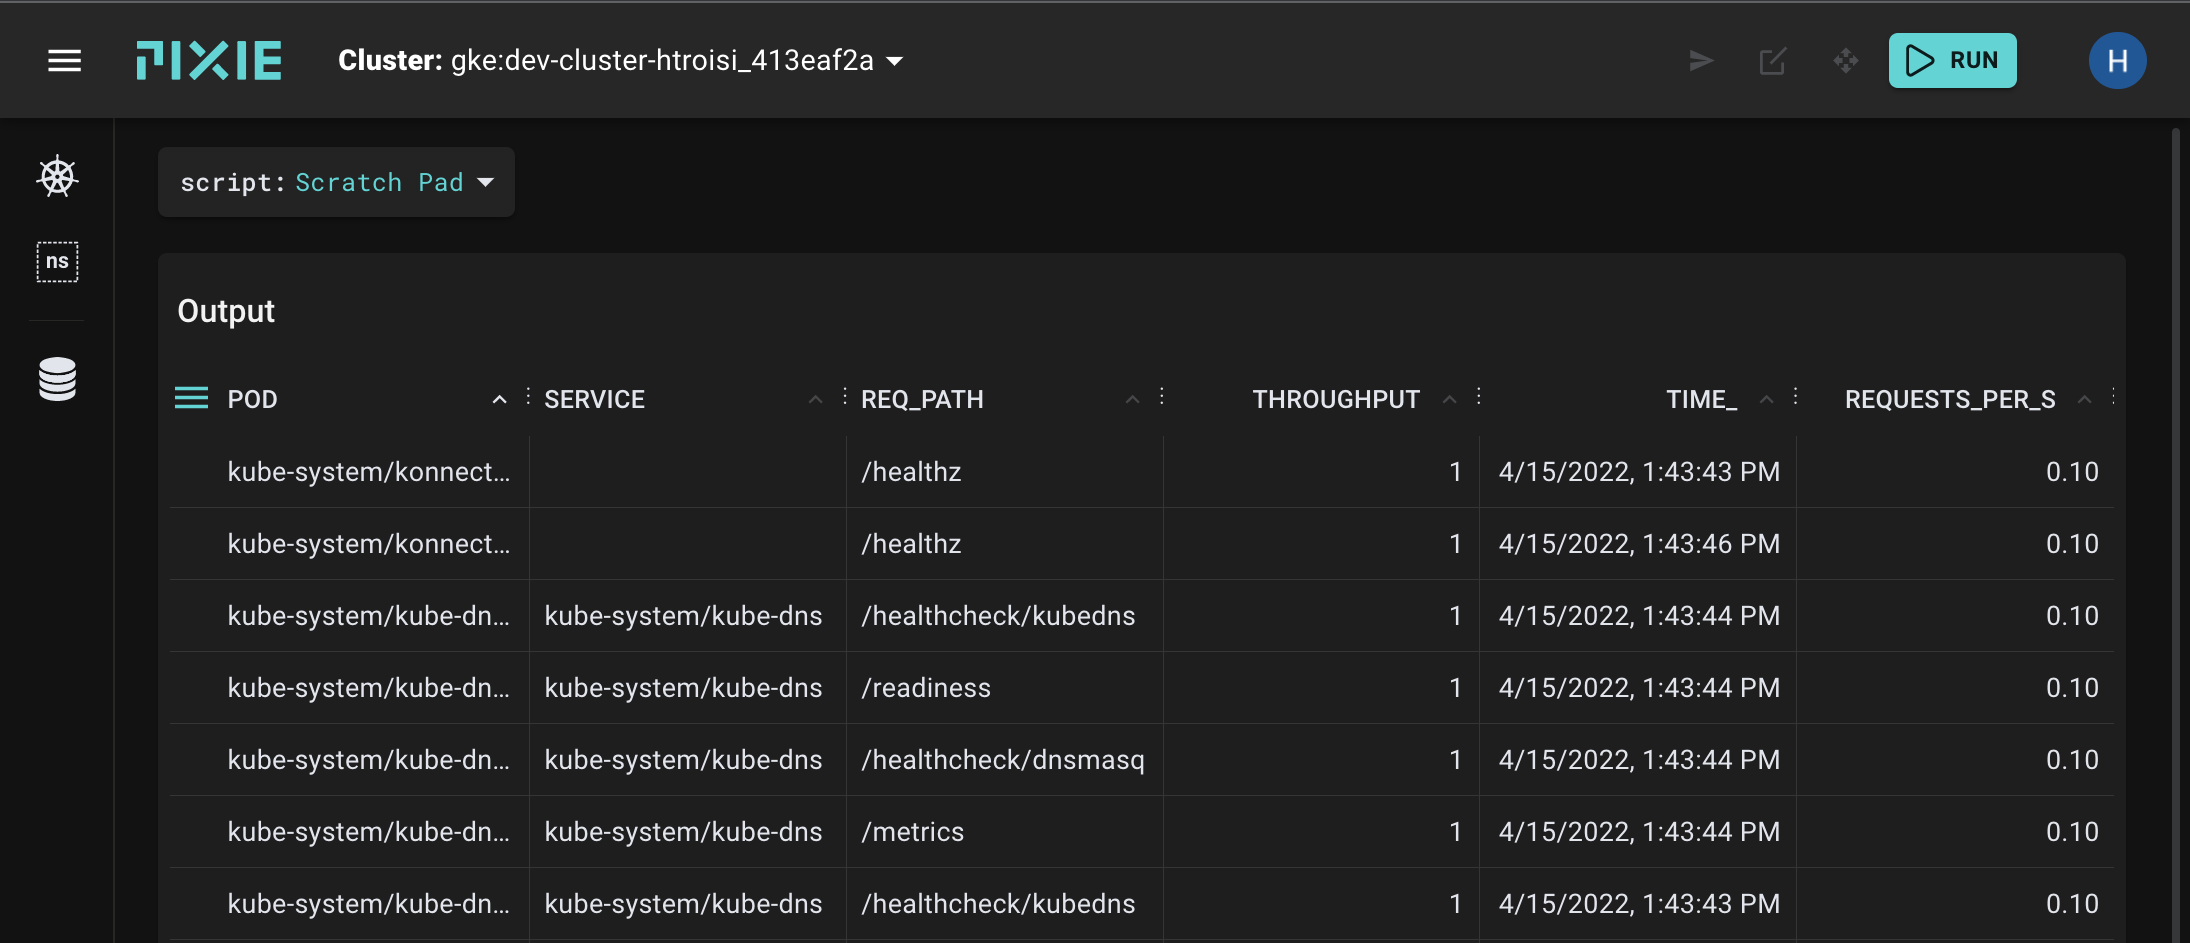 PIXIE Cluster: gke:dev-cluster-htroisi_413eaf2a RUN H
script: Scratch Pad
ns
Output
POD SERVICE REQ_PATH THROUGHPUT TIME_ REQUESTS_PER_S
kube-system/konnect... /healthz 1 4/15/2022, 1:43:43 PM 0.10
kube-system/konnect... /healthz 1 4/15/2022, 1:43:46 PM 0.10
kube-system/kube-dn... kube-system/kube-dns /healthcheck/kubedns 1 4/15/2022, 1:43:44 PM 0.10
kube-system/kube-dn... kube-system/kube-dns /readiness 1 4/15/2022, 1:43:44 PM 0.10
kube-system/kube-dn... kube-system/kube-dns /healthcheck/dnsmasq 1 4/15/2022, 1:43:44 PM 0.10
kube-system/kube-dn... kube-system/kube-dns /metrics 1 4/15/2022, 1:43:44 PM 0.10
kube-system/kube-dn... kube-system/kube-dns /healthcheck/kubedns 1 4/15/2022, 1:43:43 PM 0.10